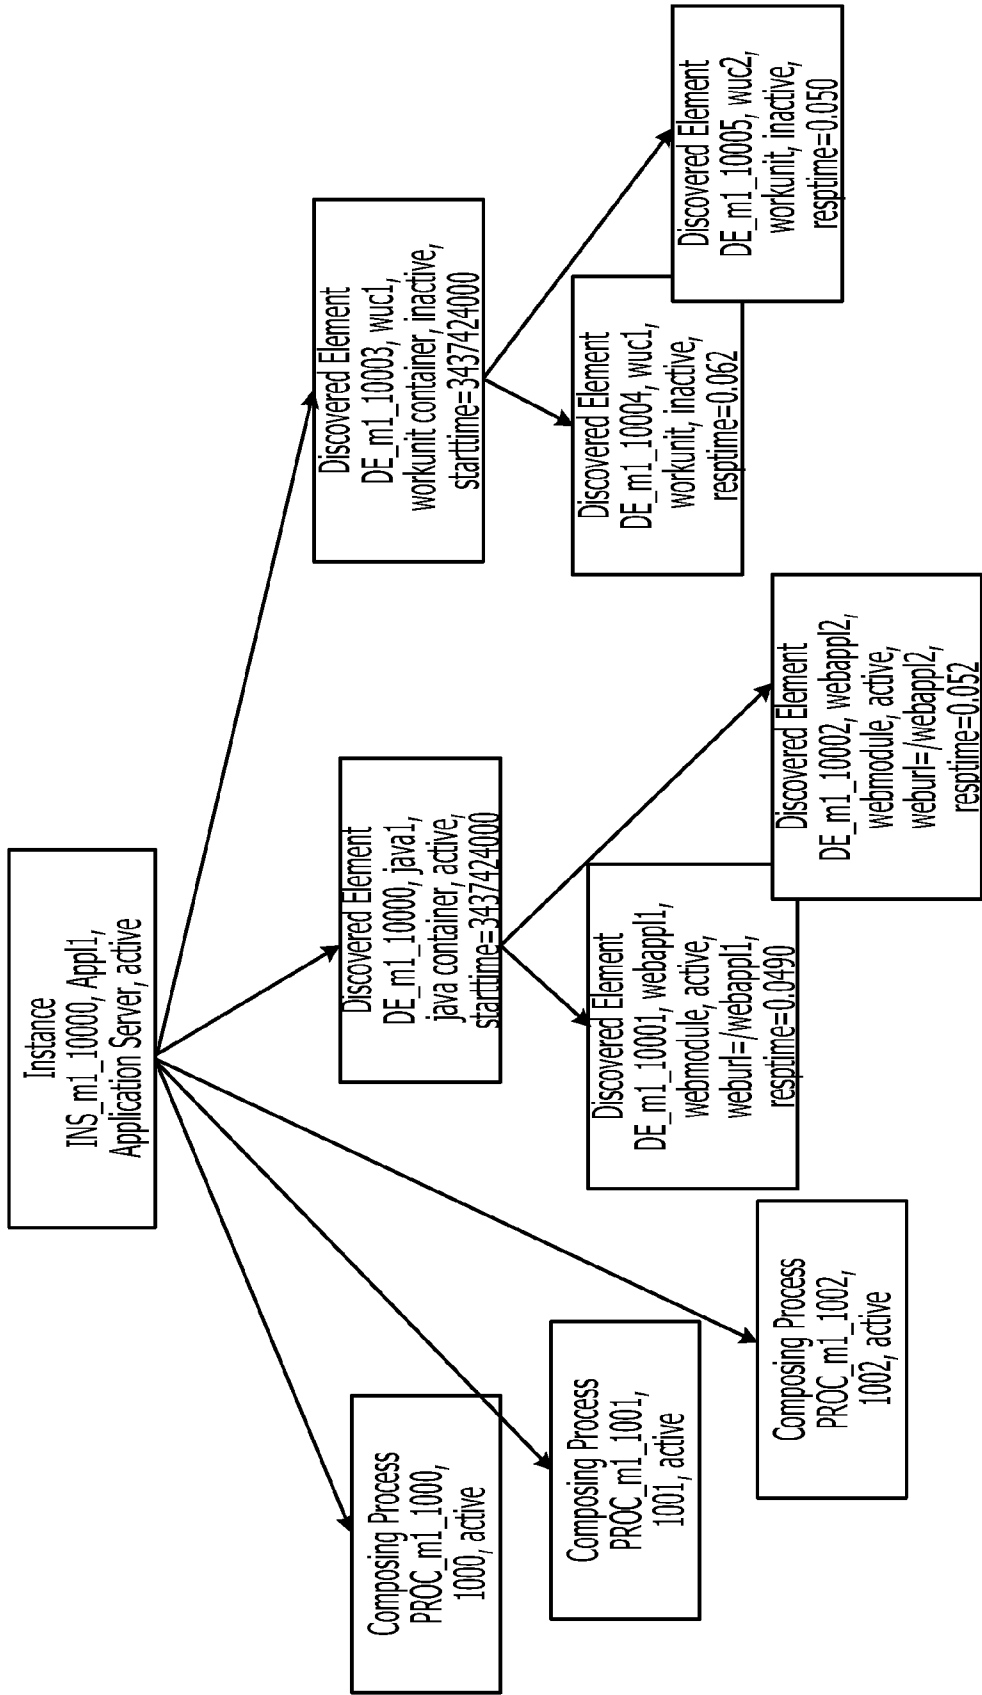 Instance
INS_m1_10000, Appl1,
Application Server, active
Composing Process
PROC_m1_1000,
1000, active
Composing Process
PROC_m1_1001,
1001, active
Composing Process
PROC_m1_1002,
1002, active
Discovered Element
DE_m1_10000, java1,
java container, active,
starttime=3437424000
Discovered Element
DE_m1_10001, webappl1,
webmodule, active,
weburl=/webappl1,
resptime=0.0490
Discovered Element
DE_m1_10002, webappl2,
webmodule, active,
weburl=/webappl2,
resptime=0.052
Discovered Element
DE_m1_10003, wuc1,
workunit container, inactive,
starttime=3437424000
Discovered Element
DE_m1_10004, wuc1,
workunit, inactive,
resptime=0.062
Discovered Element
DE_m1_10005, wuc2,
workunit, inactive,
resptime=0.050